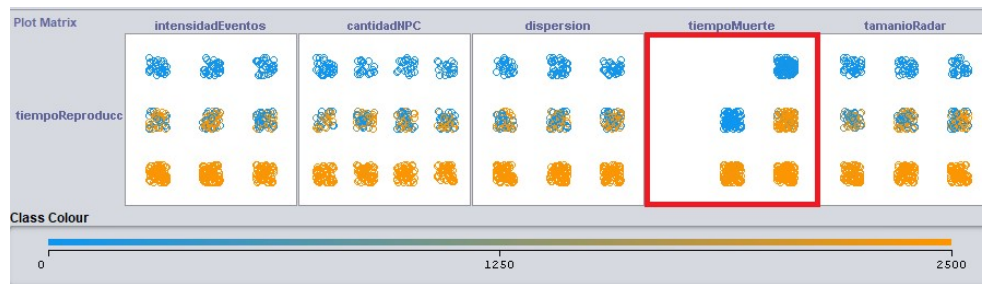 Plot Matrix
intensidadEventos cantidadNPC dispersion tiempoMuerte tamanioRadar
tiempoReproducc
Class Colour
0 1250 2500